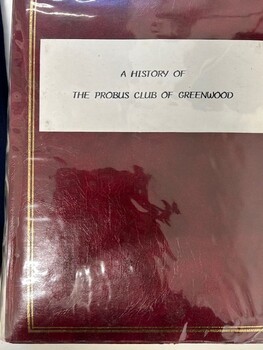 A HISTORY OF
THE PROBUS CLUB OF GREENWOOD